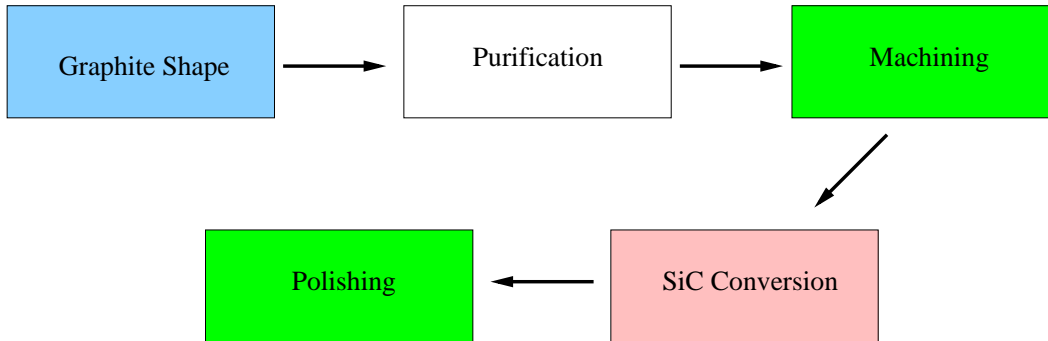 Graphite Shape
Purification
Machining
SiC Conversion
Polishing